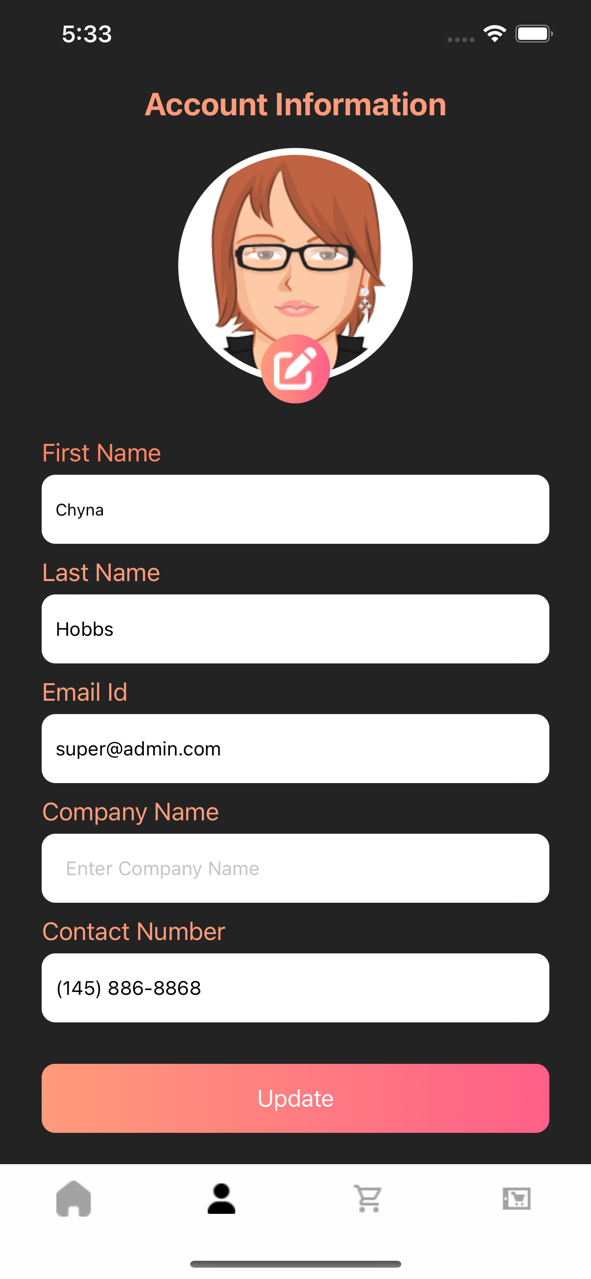 5:33
Account Information
First Name
Chyna
Last Name
Hobbs
Email Id
super@admin.com
Company Name
Enter Company Name
Contact Number
(145) 886-8868
Update